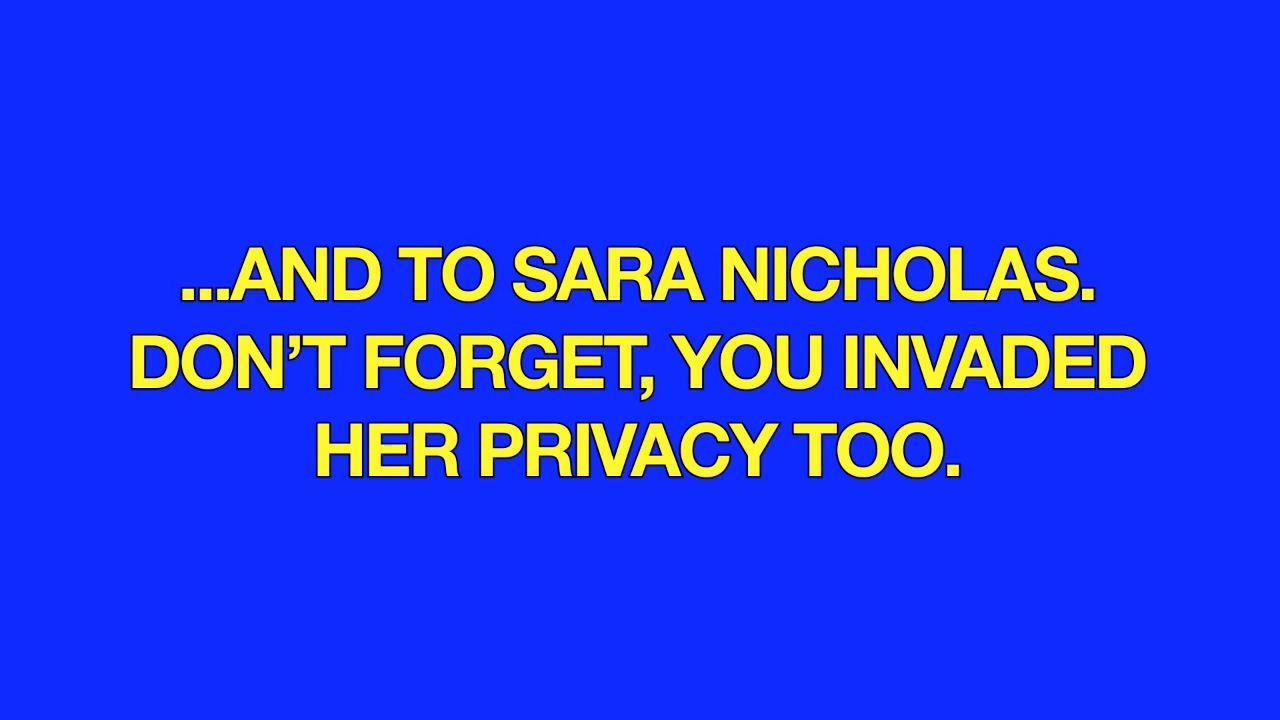 ...AND TO SARA NICHOLAS.
DON’T FORGET, YOU INVADED
HER PRIVACY TOO.